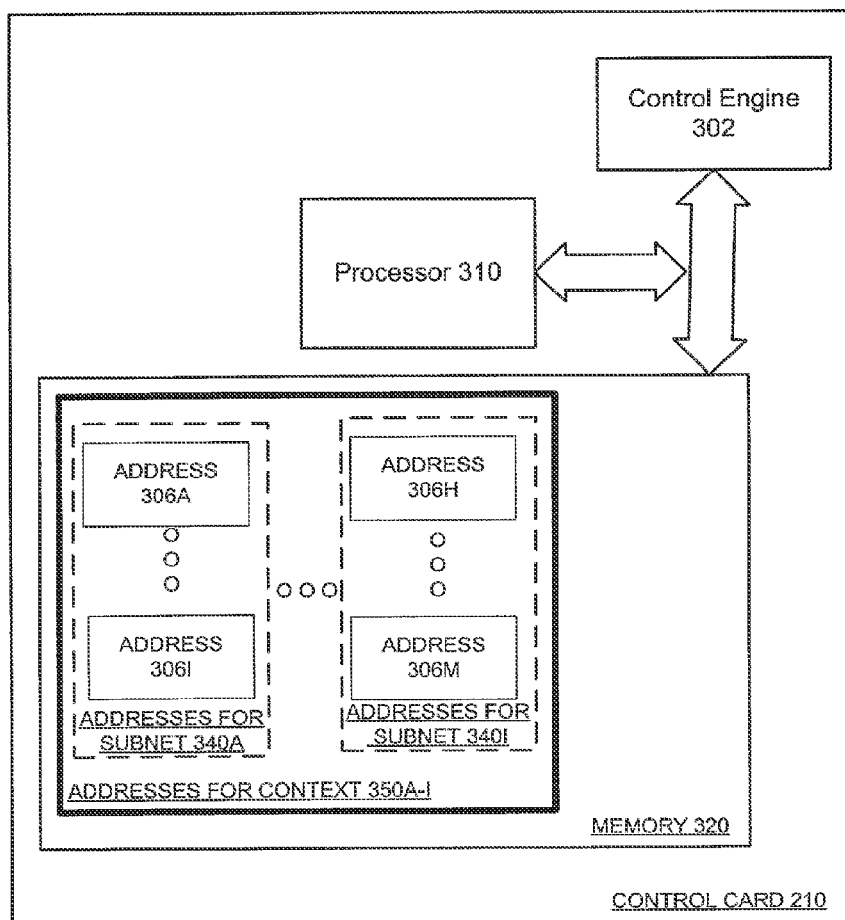 Control Engine
302
Processor 310
ADDRESS
306A
ADDRESS
306I
ADDRESSES FOR
SUBNET 340A
ADDRESS
306H
ADDRESS
306M
ADDRESSES FOR
SUBNET 340I
ADDRESSES FOR CONTEXT 350A-I
MEMORY 320
CONTROL CARD 210